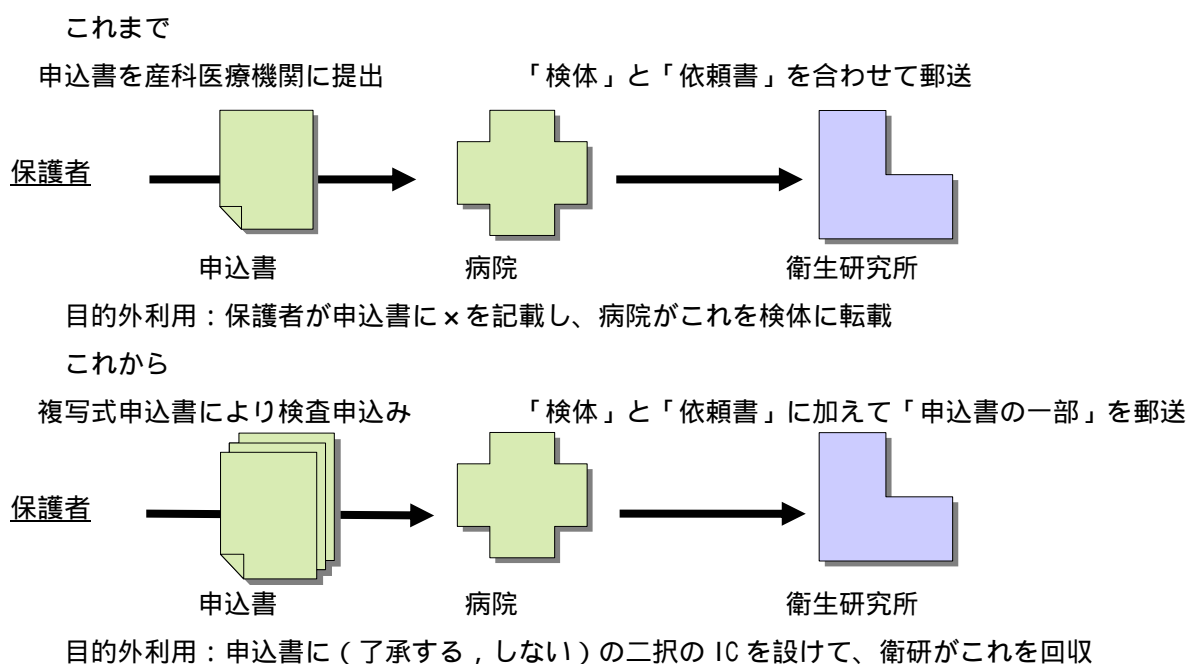 これまで
申込書を産科医療機関に提出 「検体」と「依頼書」を合わせて郵送
保護者
申込書 病院 衛生研究所
目的外利用：保護者が申込書に×を記載し、病院がこれを検体に転載
これから
複写式申込書により検査申込み 「検体」と「依頼書」に加えて「申込書の一部」を郵送
保護者
申込書 病院 衛生研究所
目的外利用：申込書に（了承する，しない）の二択の IC を設けて、衛研がこれを回収